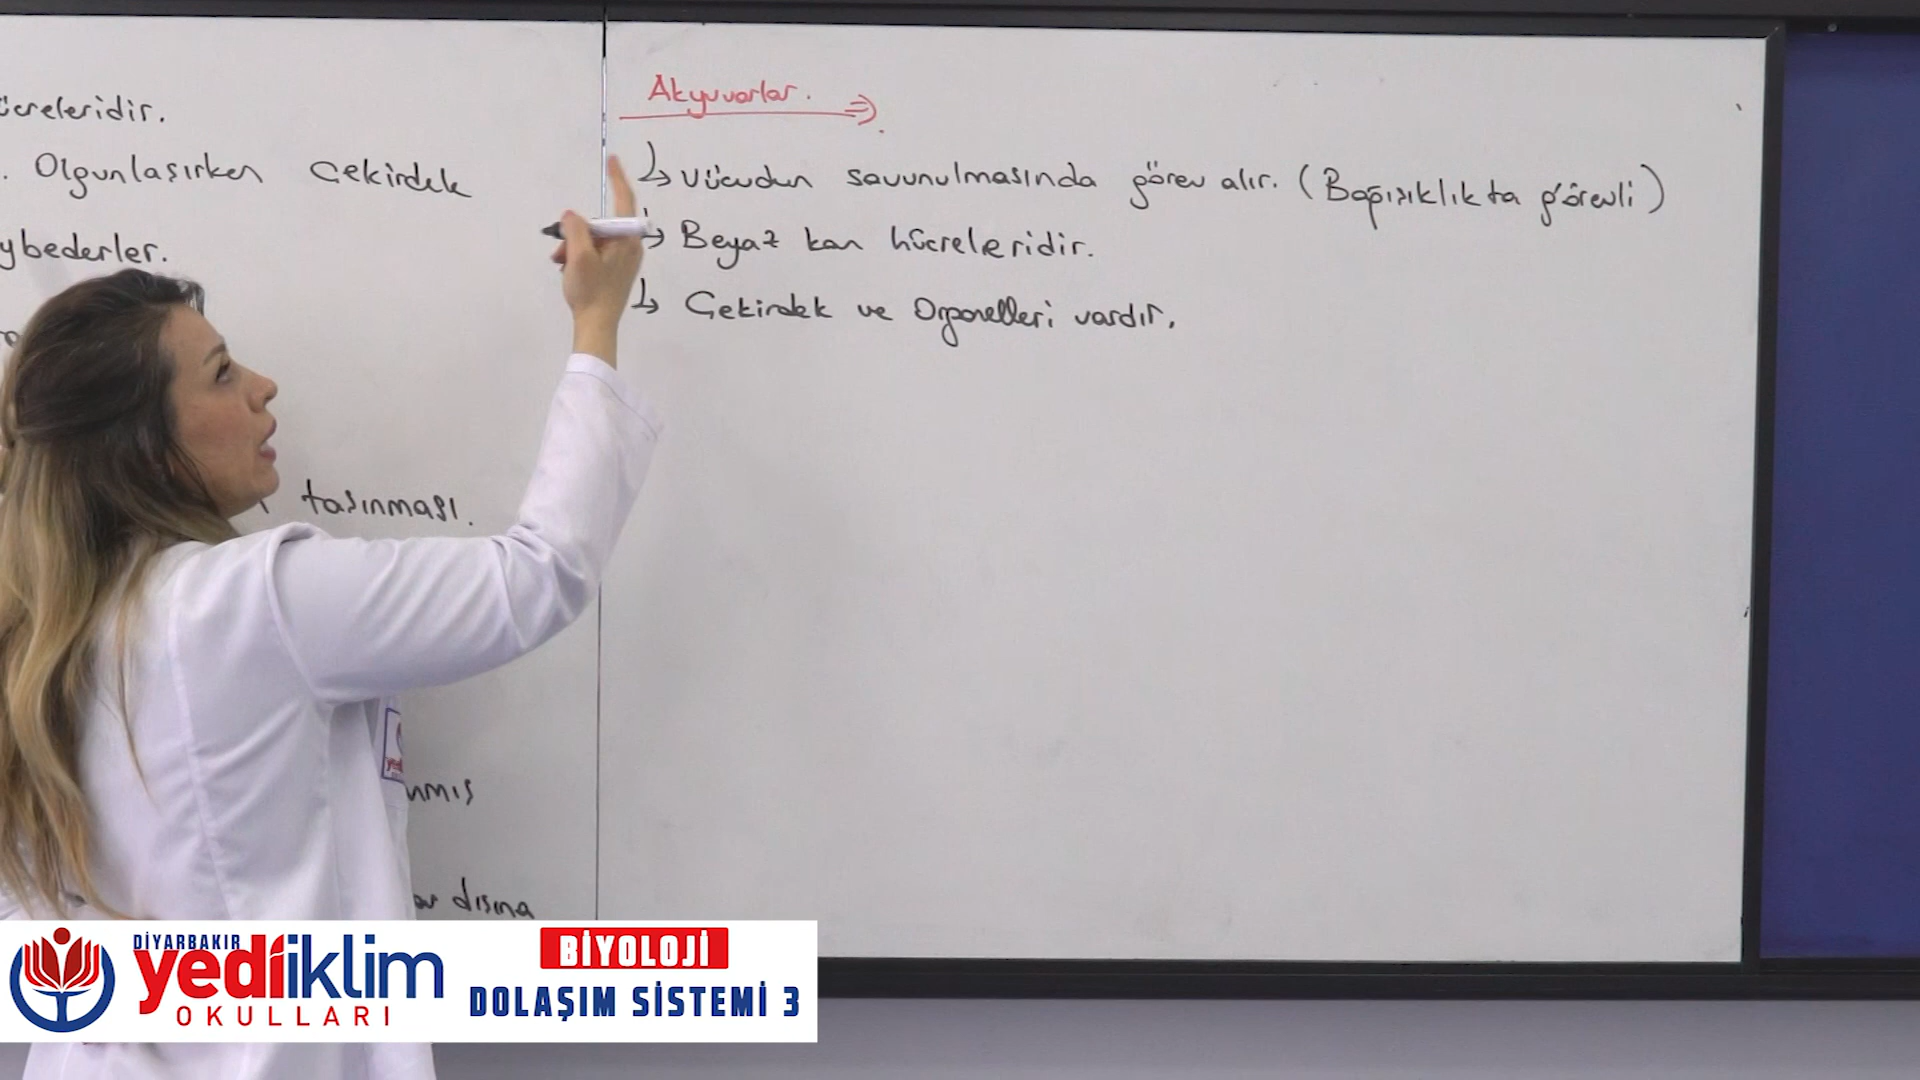 ücreleridir.
. Olgunlaşırken Çekirdek
ybederler.
taşınması.
nmış
dışına
Akyuvarlar.
Vücudun savunulmasında görev alır. (Bağışıklıkta görevli)
Beyaz kan hücreleridir.
Çekirdek ve Organelleri vardır.
DİYARBAKIR
yediiklim
OKULLARI
BİYOLOJİ
DOLAŞIM SİSTEMİ 3